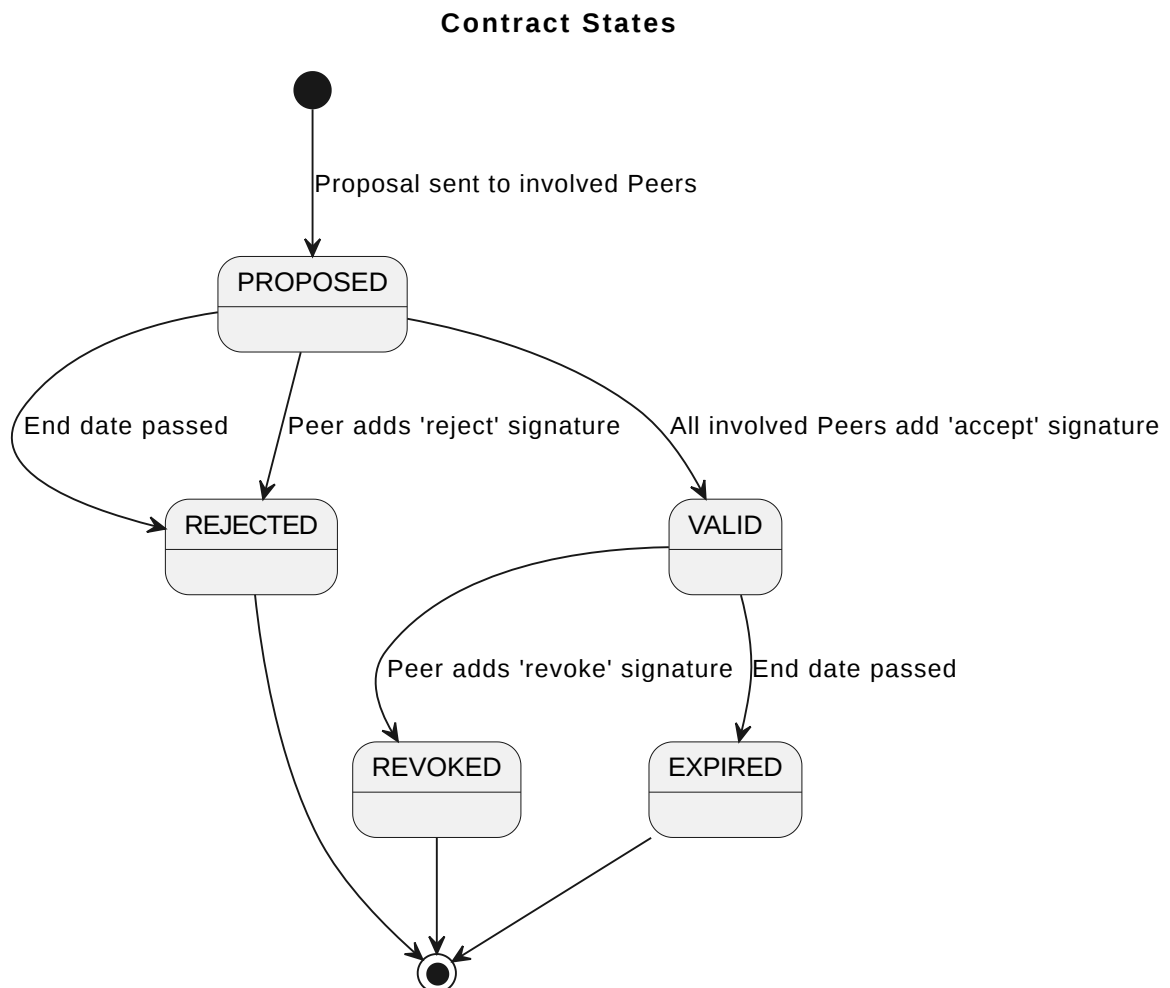 Contract States
Proposal sent to involved Peers
PROPOSED
End date passed
Peer adds 'reject' signature
All involved Peers add 'accept' signature
REJECTED
VALID
Peer adds 'revoke' signature
End date passed
REVOKED
EXPIRED